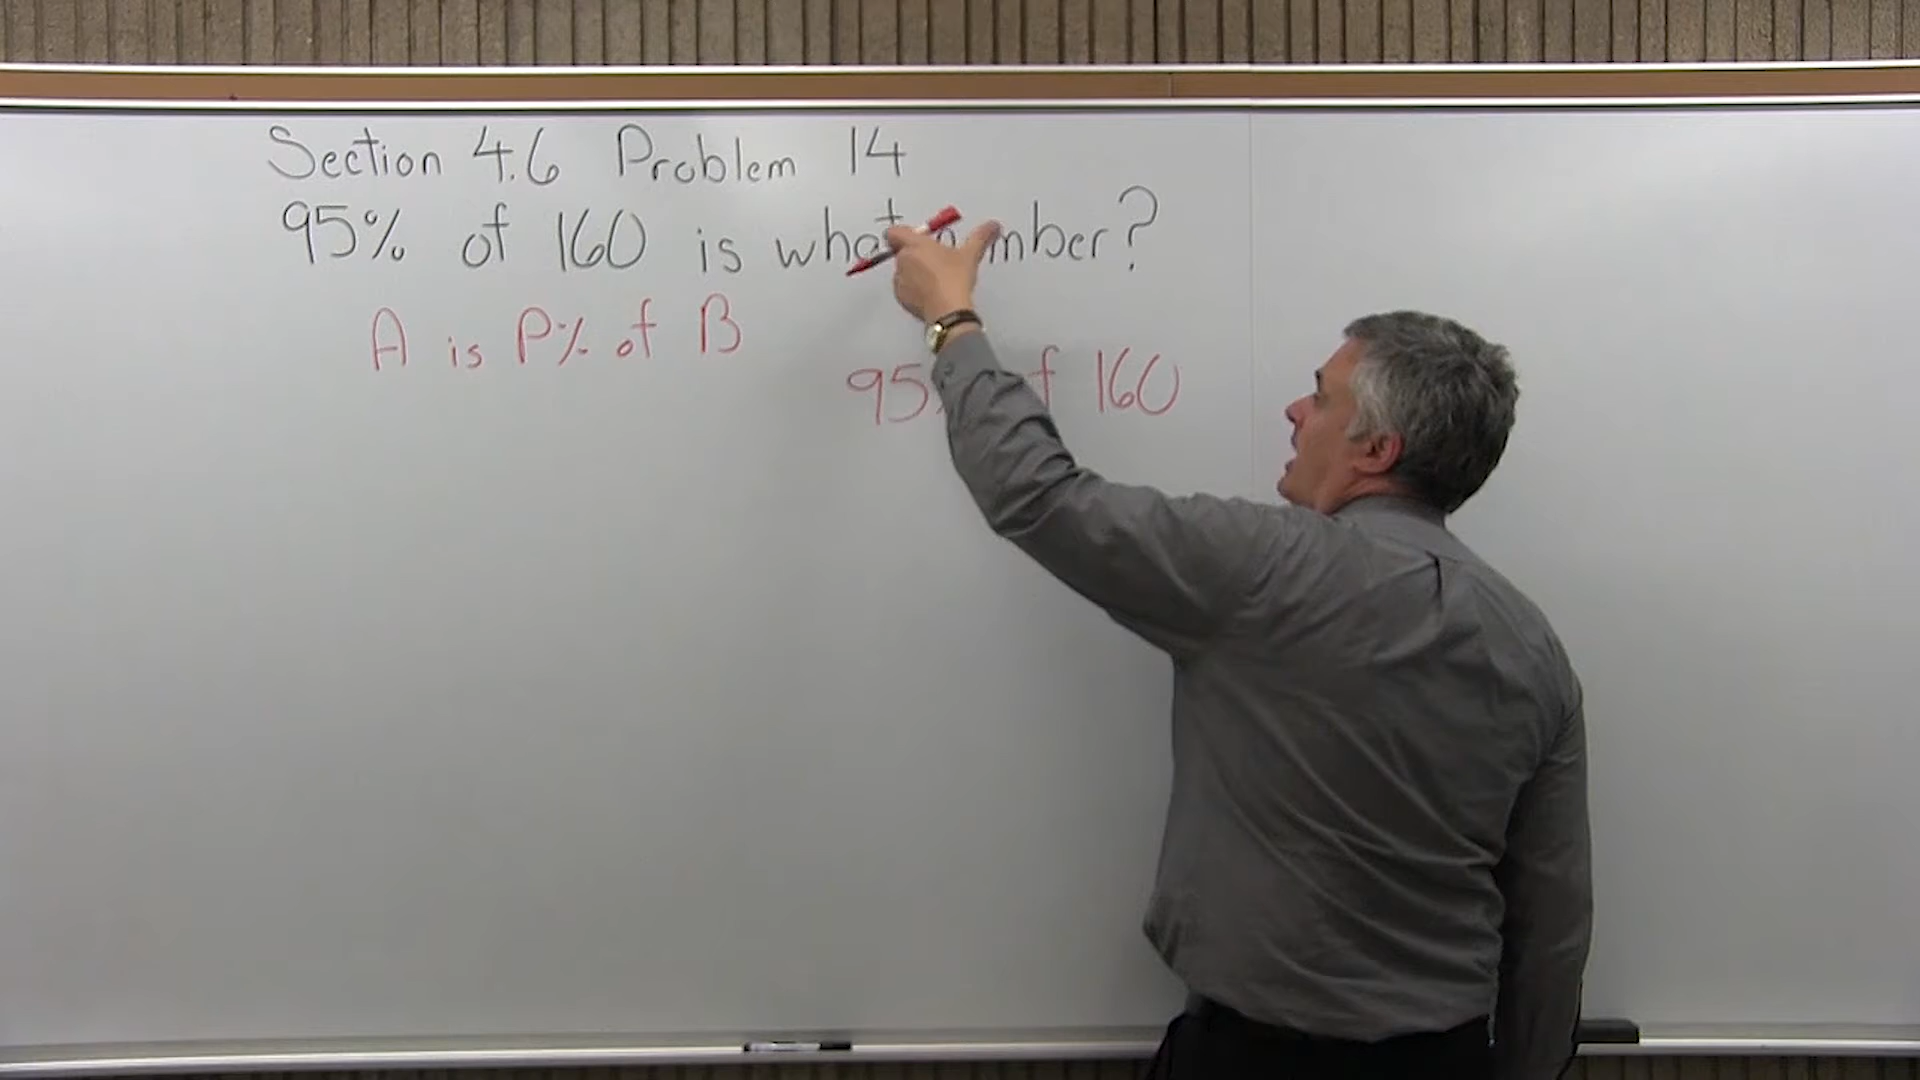 Section 4.6 Problem 14
95% of 160 is what number?
A is P% of B
95% of 160